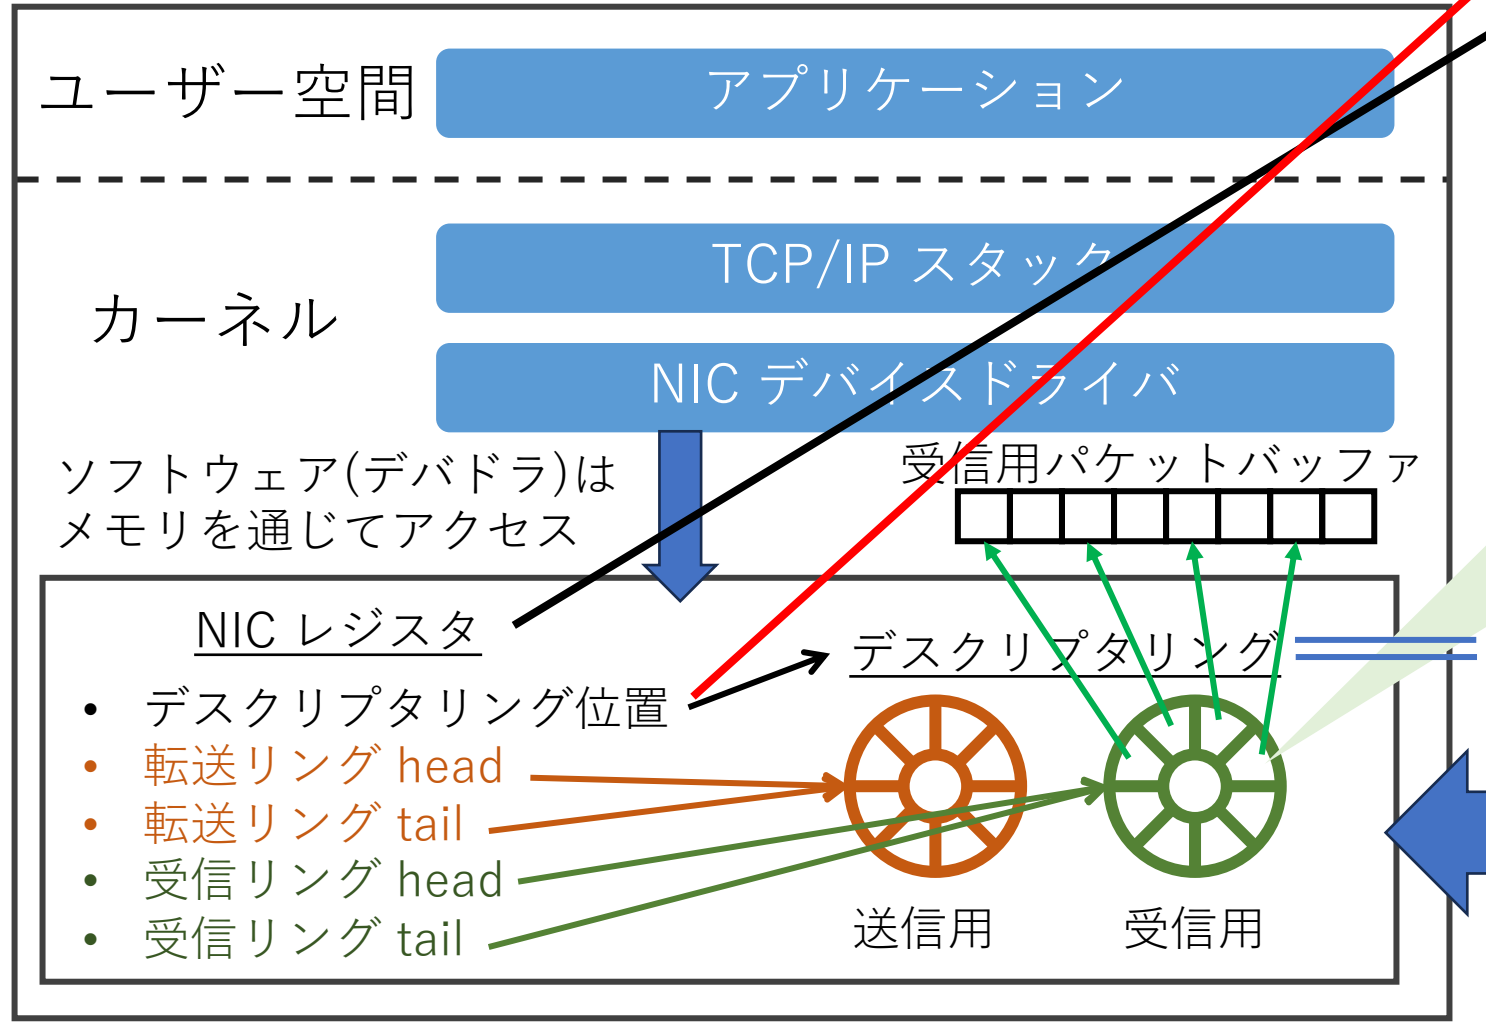 ユーザー空間
アプリケーション
カーネル
TCP/IP スタック
NIC デバイスドライバ
ソフトウェア(デバドラ)は
メモリを通じてアクセス
受信用パケットバッファ
NIC レジスタ
• デスクリプタリング位置
• 転送リング head
• 転送リング tail
• 受信リング head
• 受信リング tail
デスクリプタリング
送信用
受信用